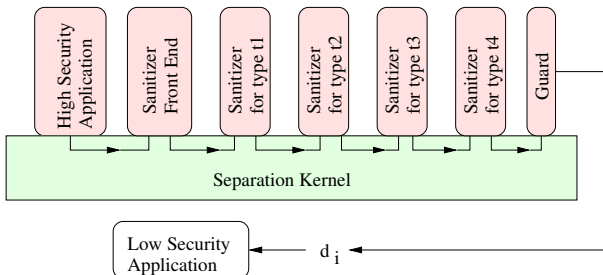 High Security
Application
Sanitizer
Front End
Sanitizer
for type t1
Sanitizer
for type t2
Sanitizer
for type t3
Sanitizer
for type t4
Guard
Separation Kernel
Low Security
Application
d i